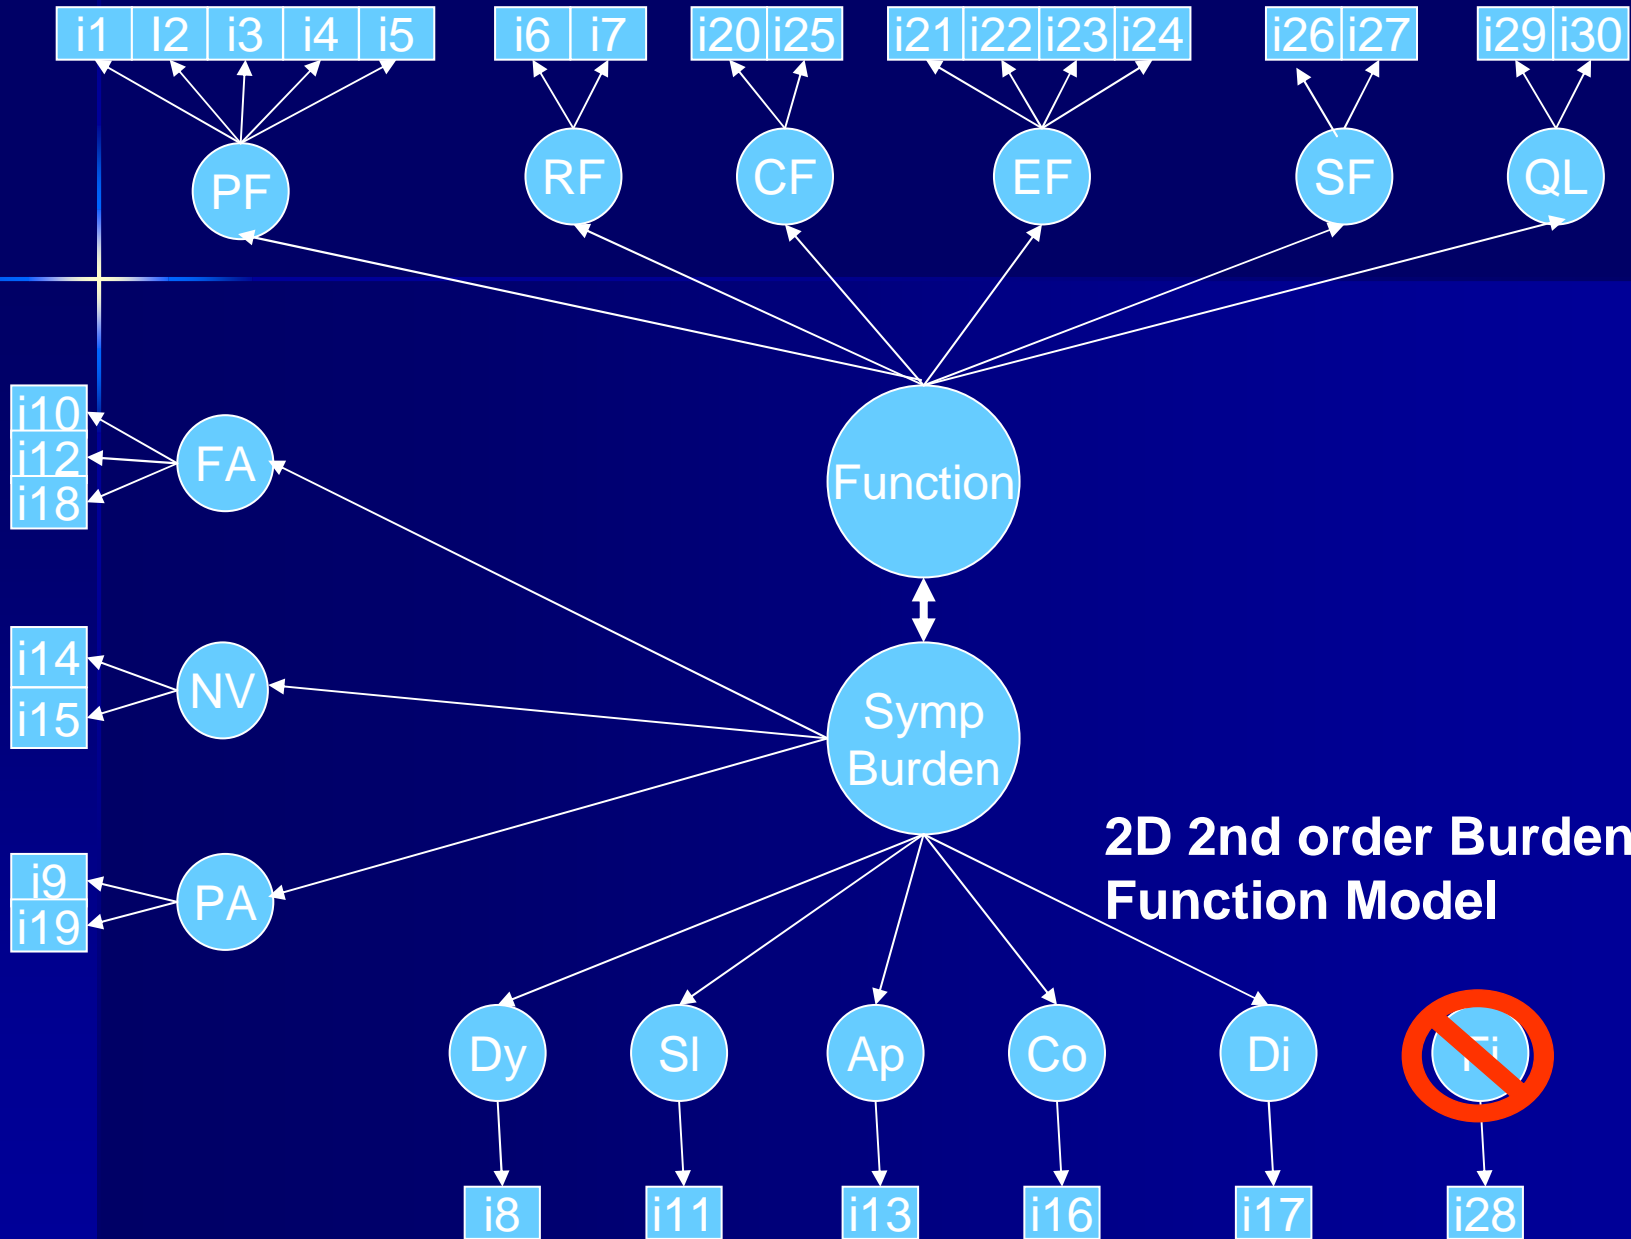 i1 I2 i3 i4 i5 i6 i7 i20 i25 i21 i22 i23 i24 i26 i27 i29 i30
PF RF CF EF SF QL
i10
i12
i18
FA
Function
i14
i15
NV
Symp
Burden
i9
i19
PA
2D 2nd order Burden
Function Model
Dy Sl Ap Co Di Fi
i8 i11 i13 i16 i17 i28